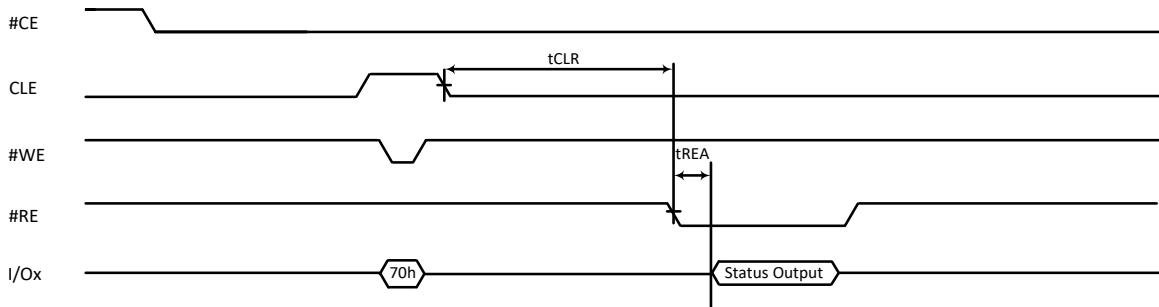 #CE
tCLR
CLE
#WE
tREA
#RE
I/Ox
70h
Status Output